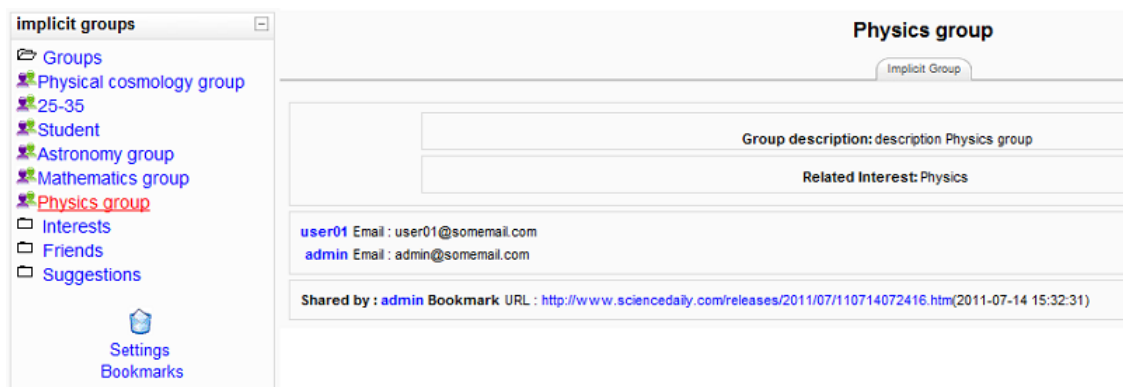 implicit groups
Groups
Physical cosmology group
25-35
Student
Astronomy group
Mathematics group
Physics group
Interests
Friends
Suggestions
Settings
Bookmarks
Physics group
Implicit Group
Group description: description Physics group
Related Interest: Physics
user01 Email : user01@somemail.com
admin Email : admin@somemail.com
Shared by : admin Bookmark URL : http://www.sciencedaily.com/releases/2011/07/110714072416.htm(2011-07-14 15:32:31)